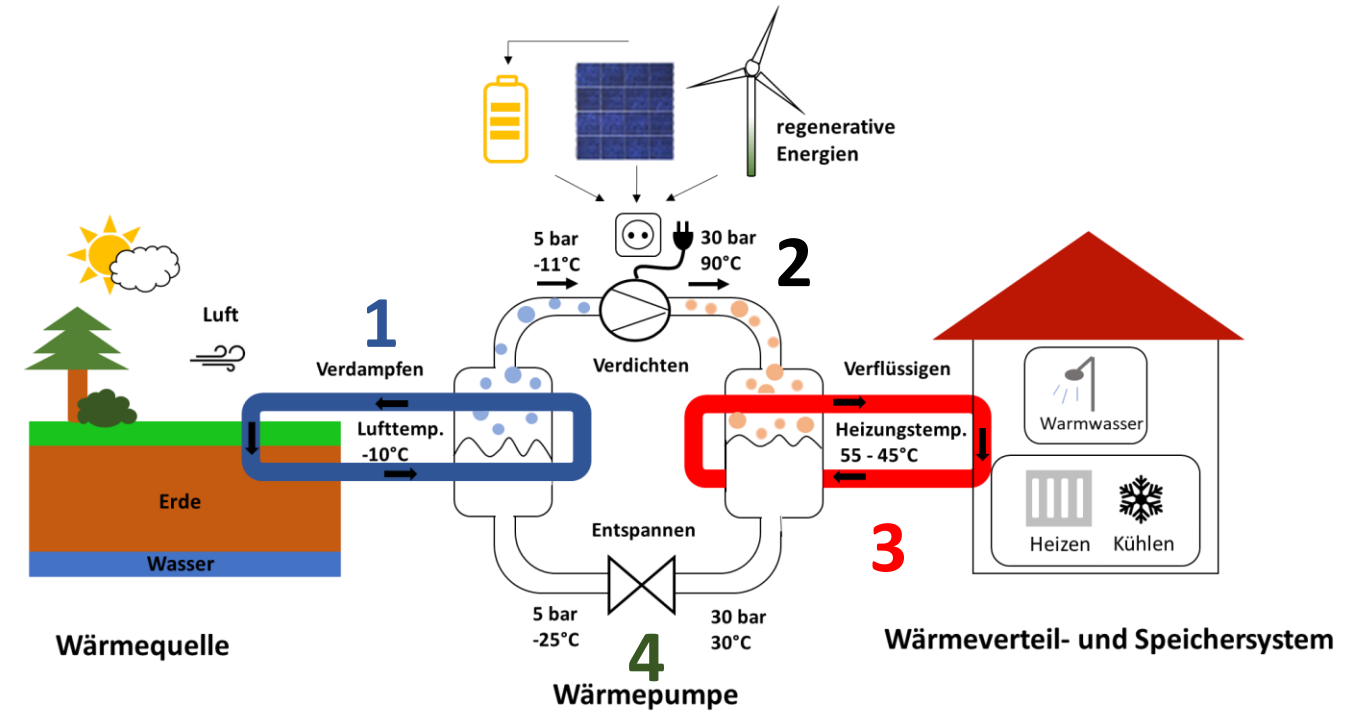 regenerative
Energien
5 bar
-11°C
30 bar
90°C
2
Luft
1
Verdampfen
Verdichten
Verflüssigen
Lufttemp.
-10°C
Heizungstemp.
55 - 45°C
Warmwasser
Erde
Wasser
Entspannen
3
Heizen
Kühlen
5 bar
-25°C
30 bar
30°C
4
Wärmequelle
Wärmepumpe
Wärmeverteil- und Speichersystem